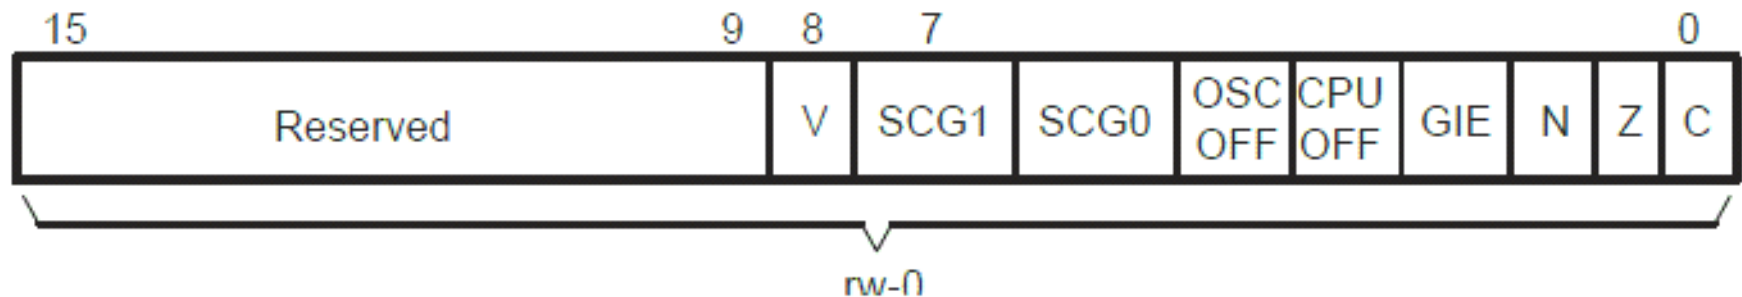 15 9 8 7 0
Reserved V SCG1 SCG0 OSC OFF CPU OFF GIE N Z C
rw-0